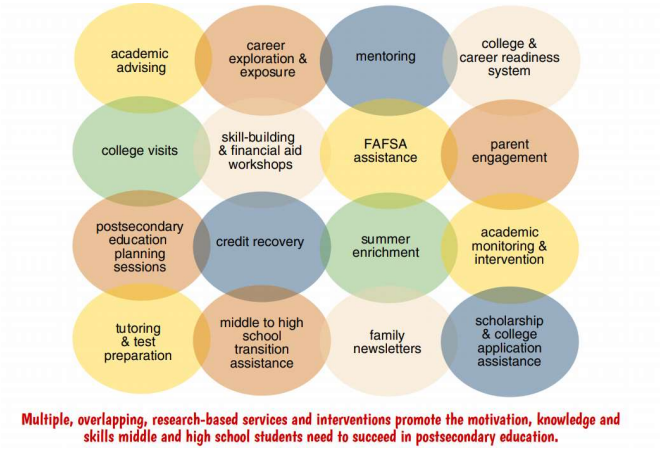 academic
advising
career
exploration &
exposure
mentoring
college &
career readiness
system
college visits
skill-building
& financial aid
workshops
FAFSA
assistance
parent
engagement
postsecondary
education
planning
sessions
credit recovery
summer
enrichment
academic
monitoring &
intervention
tutoring
& test
preparation
middle to high
school
transition
assistance
family
newsletters
scholarship
& college
application
assistance
Multiple, overlapping, research-based services and interventions promote the motivation, knowledge and
skills middle and high school students need to succeed in postsecondary education.